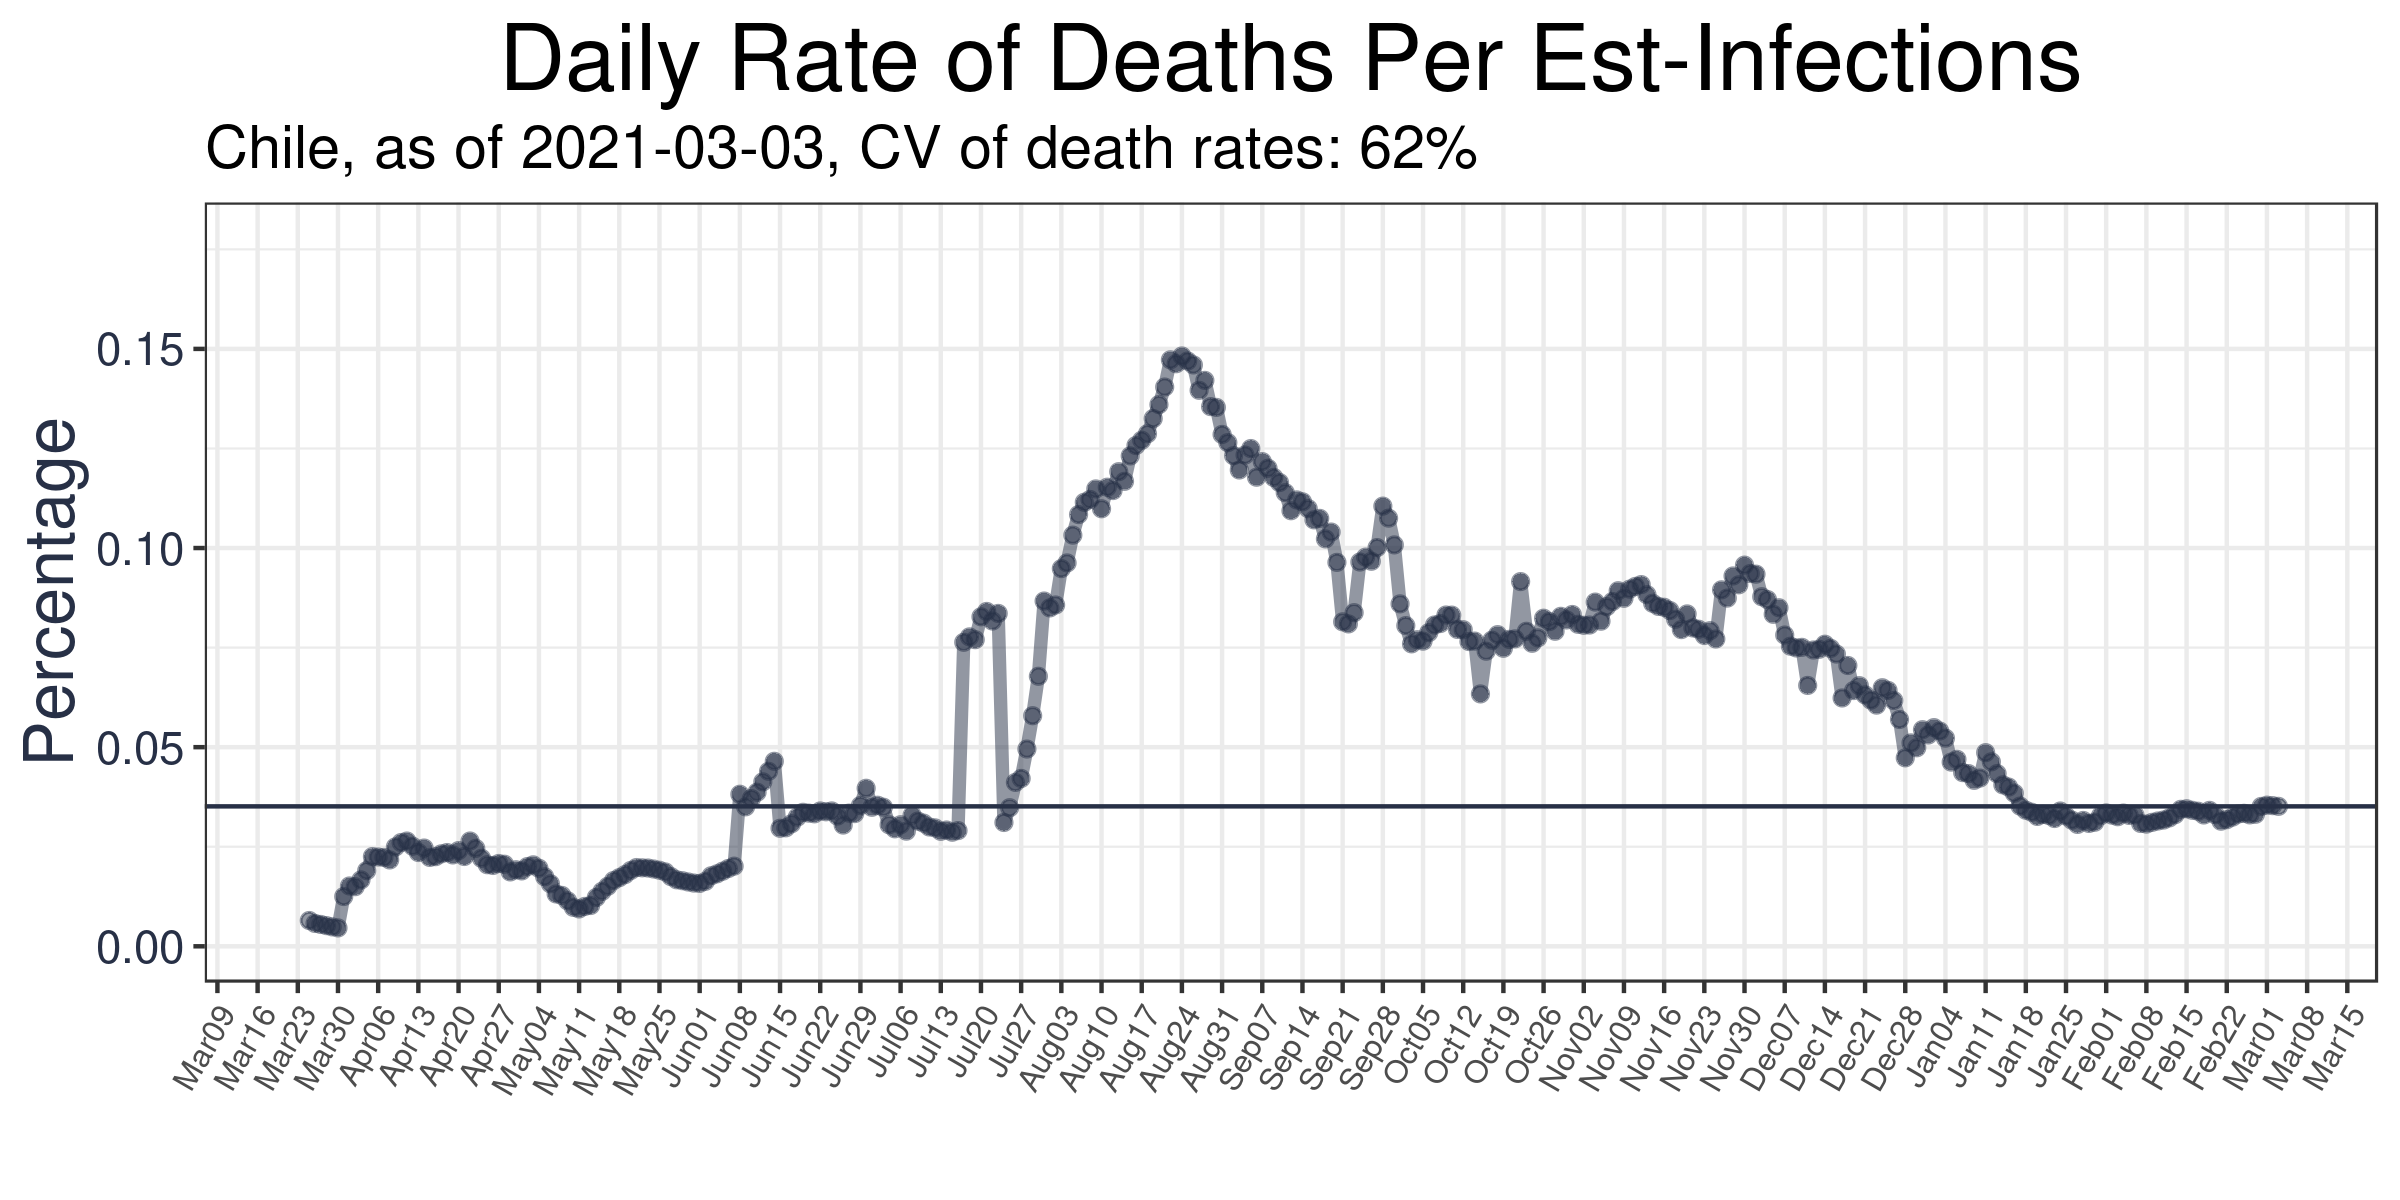 Daily Rate of Deaths Per Est-Infections
Chile, as of 2021-03-03, CV of death rates: 62%
Percentage
0.15
0.10
0.05
0.00
Mar09 Mar16 Mar23 Mar30 Apr06 Apr13 Apr20 Apr27 May04 May11 May18 May25 Jun01 Jun08 Jun15 Jun22 Jun29 Jul06 Jul13 Jul20 Jul27 Aug03 Aug10 Aug17 Aug24 Aug31 Sep07 Sep14 Sep21 Sep28 Oct05 Oct12 Oct19 Oct26 Nov02 Nov09 Nov16 Nov23 Nov30 Dec07 Dec14 Dec21 Dec28 Jan04 Jan11 Jan18 Jan25 Feb01 Feb08 Feb15 Feb22 Mar01 Mar08 Mar15